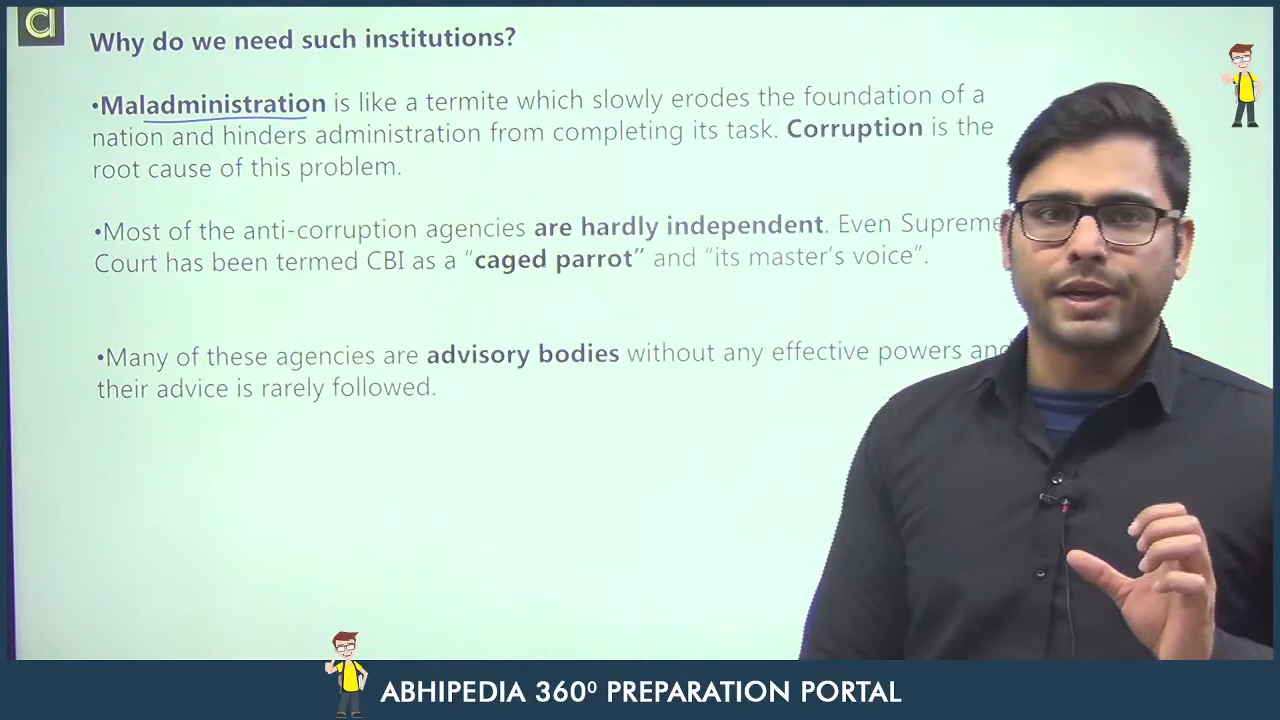 a
Why do we need such institutions?
•Maladministration is like a termite which slowly erodes the foundation of a
nation and hinders administration from completing its task. Corruption is the
root cause of this problem.
•Most of the anti-corruption agencies are hardly independent. Even Supreme
Court has been termed CBI as a “caged parrot” and “its master’s voice”.
•Many of these agencies are advisory bodies without any effective powers and
their advice is rarely followed.
ABHIPEDIA 360⁰ PREPARATION PORTAL